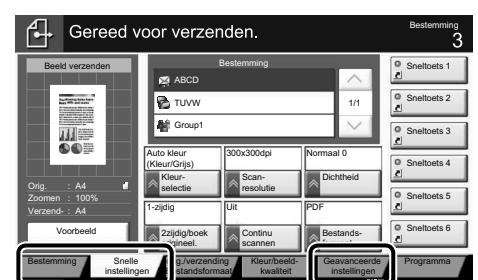 Gereed voor verzenden.
Bestemming
3
Beeld verzenden
Orig. : A4
Zoomen : 100%
Verzend- : A4
Voorbeeld
Bestemming
ABCD
TUVW
Group1
1/1
Auto kleur
(Kleur/Grijs)
Kleur-
selectie
300x300dpi
Scan-
resolutie
Normaal 0
Dichtheid
1-zijdig
2zijdig/boek
origineel.
Uit
Continu
scannen
PDF
Bestands-
Sneltoets 1
Sneltoets 2
Sneltoets 3
Sneltoets 4
Sneltoets 5
Sneltoets 6
Bestemming
Snelle
instellingen
g./verzending
standsformaat
Kleur/beeld-
kwaliteit
Geavanceerde
instellingen
Programma